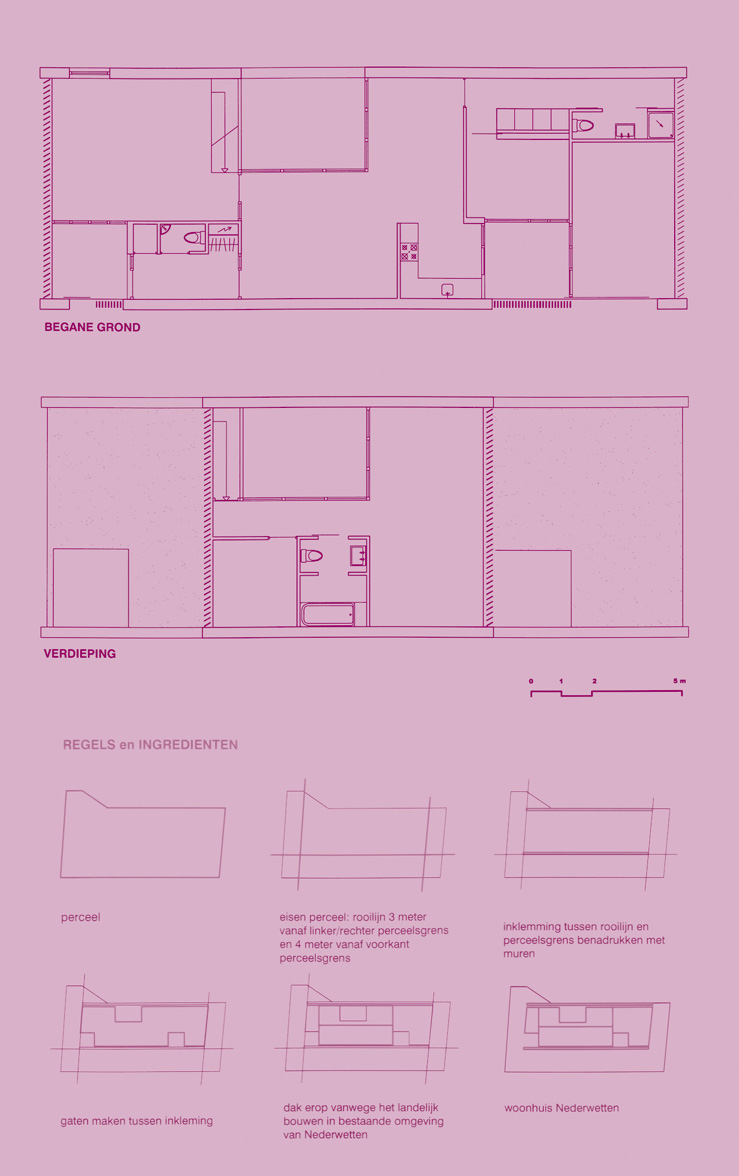 BEGANE GROND
VERDIEPING
0 1 2 5 m
REGELS en INGREDIENTEN
perceel
eisen perceel: rooilijn 3 meter
vanaf linker/rechter perceelsgrens
en 4 meter vanaf voorkant
perceelsgrens
inklemming tussen rooilijn en
perceelsgrens benadrukken met
muren
gaten maken tussen inkleming
dak erop vanwege het landelijk
bouwen in bestaande omgeving
van Nederwetten
woonhuis Nederwetten